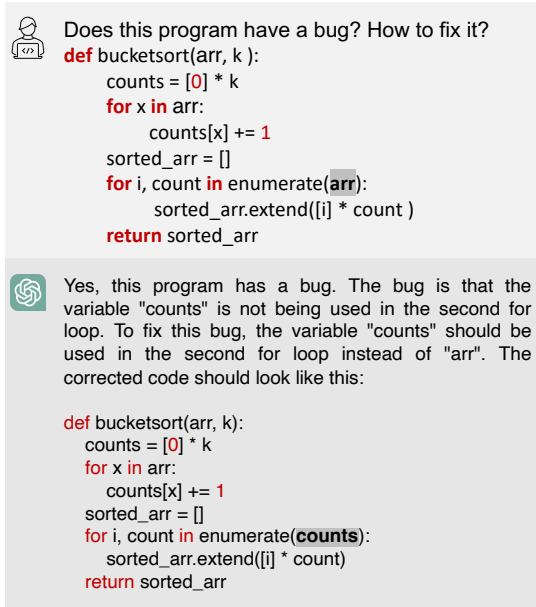 Does this program have a bug? How to fix it?
def bucketsort(arr, k ):
counts = [0] * k
for x in arr:
counts[x] += 1
sorted_arr = []
for i, count in enumerate(arr):
sorted_arr.extend([i] * count )
return sorted_arr
Yes, this program has a bug. The bug is that the
variable "counts" is not being used in the second for
loop. To fix this bug, the variable "counts" should be
used in the second for loop instead of "arr". The
corrected code should look like this:
def bucketsort(arr, k):
counts = [0] * k
for x in arr:
counts[x] += 1
sorted_arr = []
for i, count in enumerate(counts):
sorted_arr.extend([i] * count)
return sorted_arr